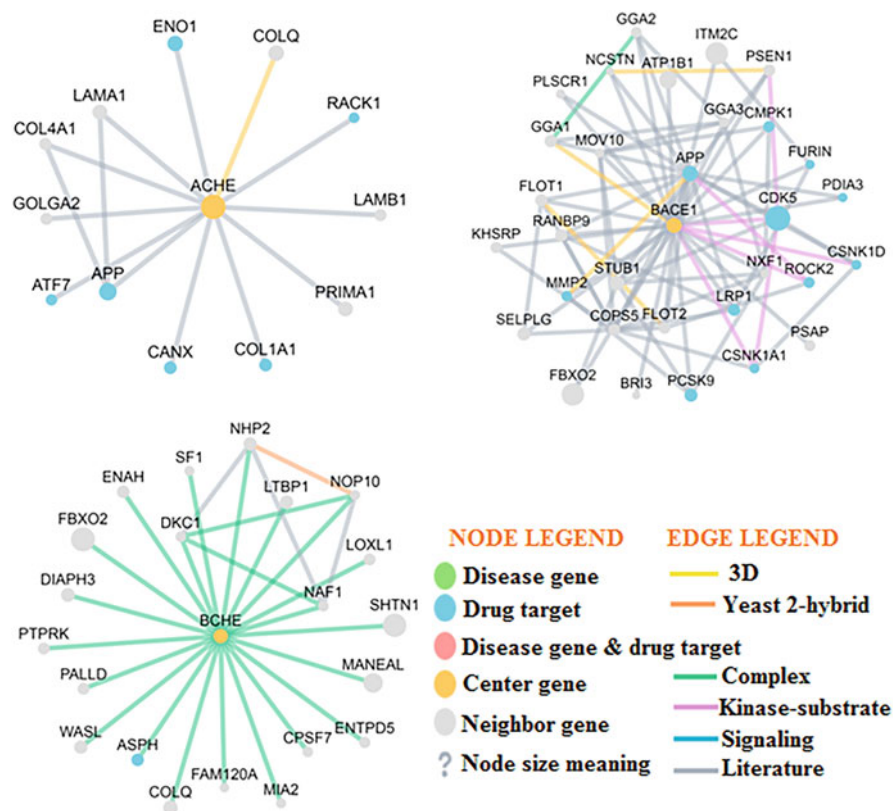 ENO1
COLQ
LAMA1
RACK1
COL4A1
ACHE
GOLGA2
LAMB1
ATF7
APP
PRIMA1
CANX
COL1A1
GGA2
ITM2C
NCSTN
ATP1B1
PSEN1
PLSCR1
GGA3
CMPK1
GGA1
MOV10
APP
FURIN
FLOT1
CDK5
PDIA3
RANBP9
BACE1
KHSRP
STUB1
NXF1
CSNK1D
MMP2
ROCK2
LRP1
SELPLG
COPS5
FLOT2
PSAP
CSNK1A1
FBXO2
BRI3
PCSK9
NHP2
SF1
ENAH
LTBP1
NOP10
FBXO2
DKC1
LOXL1
DIAPH3
NAF1
BCHE
SHTN1
PTPRK
PALLD
MANEAL
WASL
ASPH
CPSF7
ENTPD5
FAM120A
COLQ
MIA2
NODE LEGEND
Disease gene
Drug target
Disease gene & drug target
Center gene
Neighbor gene
? Node size meaning
EDGE LEGEND
3D
Yeast 2-hybrid
Complex
Kinase-substrate
Signaling
Literature